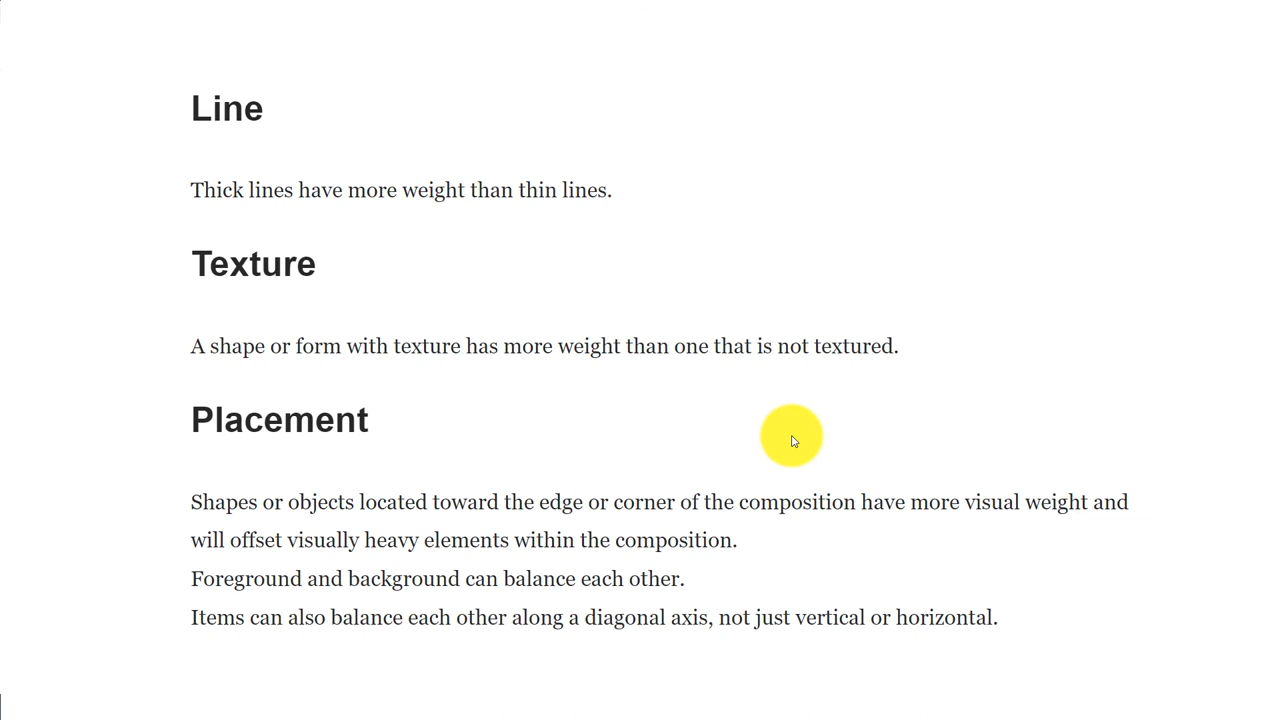 Line
Thick lines have more weight than thin lines.
Texture
A shape or form with texture has more weight than one that is not textured.
Placement
Shapes or objects located toward the edge or corner of the composition have more visual weight and
will offset visually heavy elements within the composition.
Foreground and background can balance each other.
Items can also balance each other along a diagonal axis, not just vertical or horizontal.